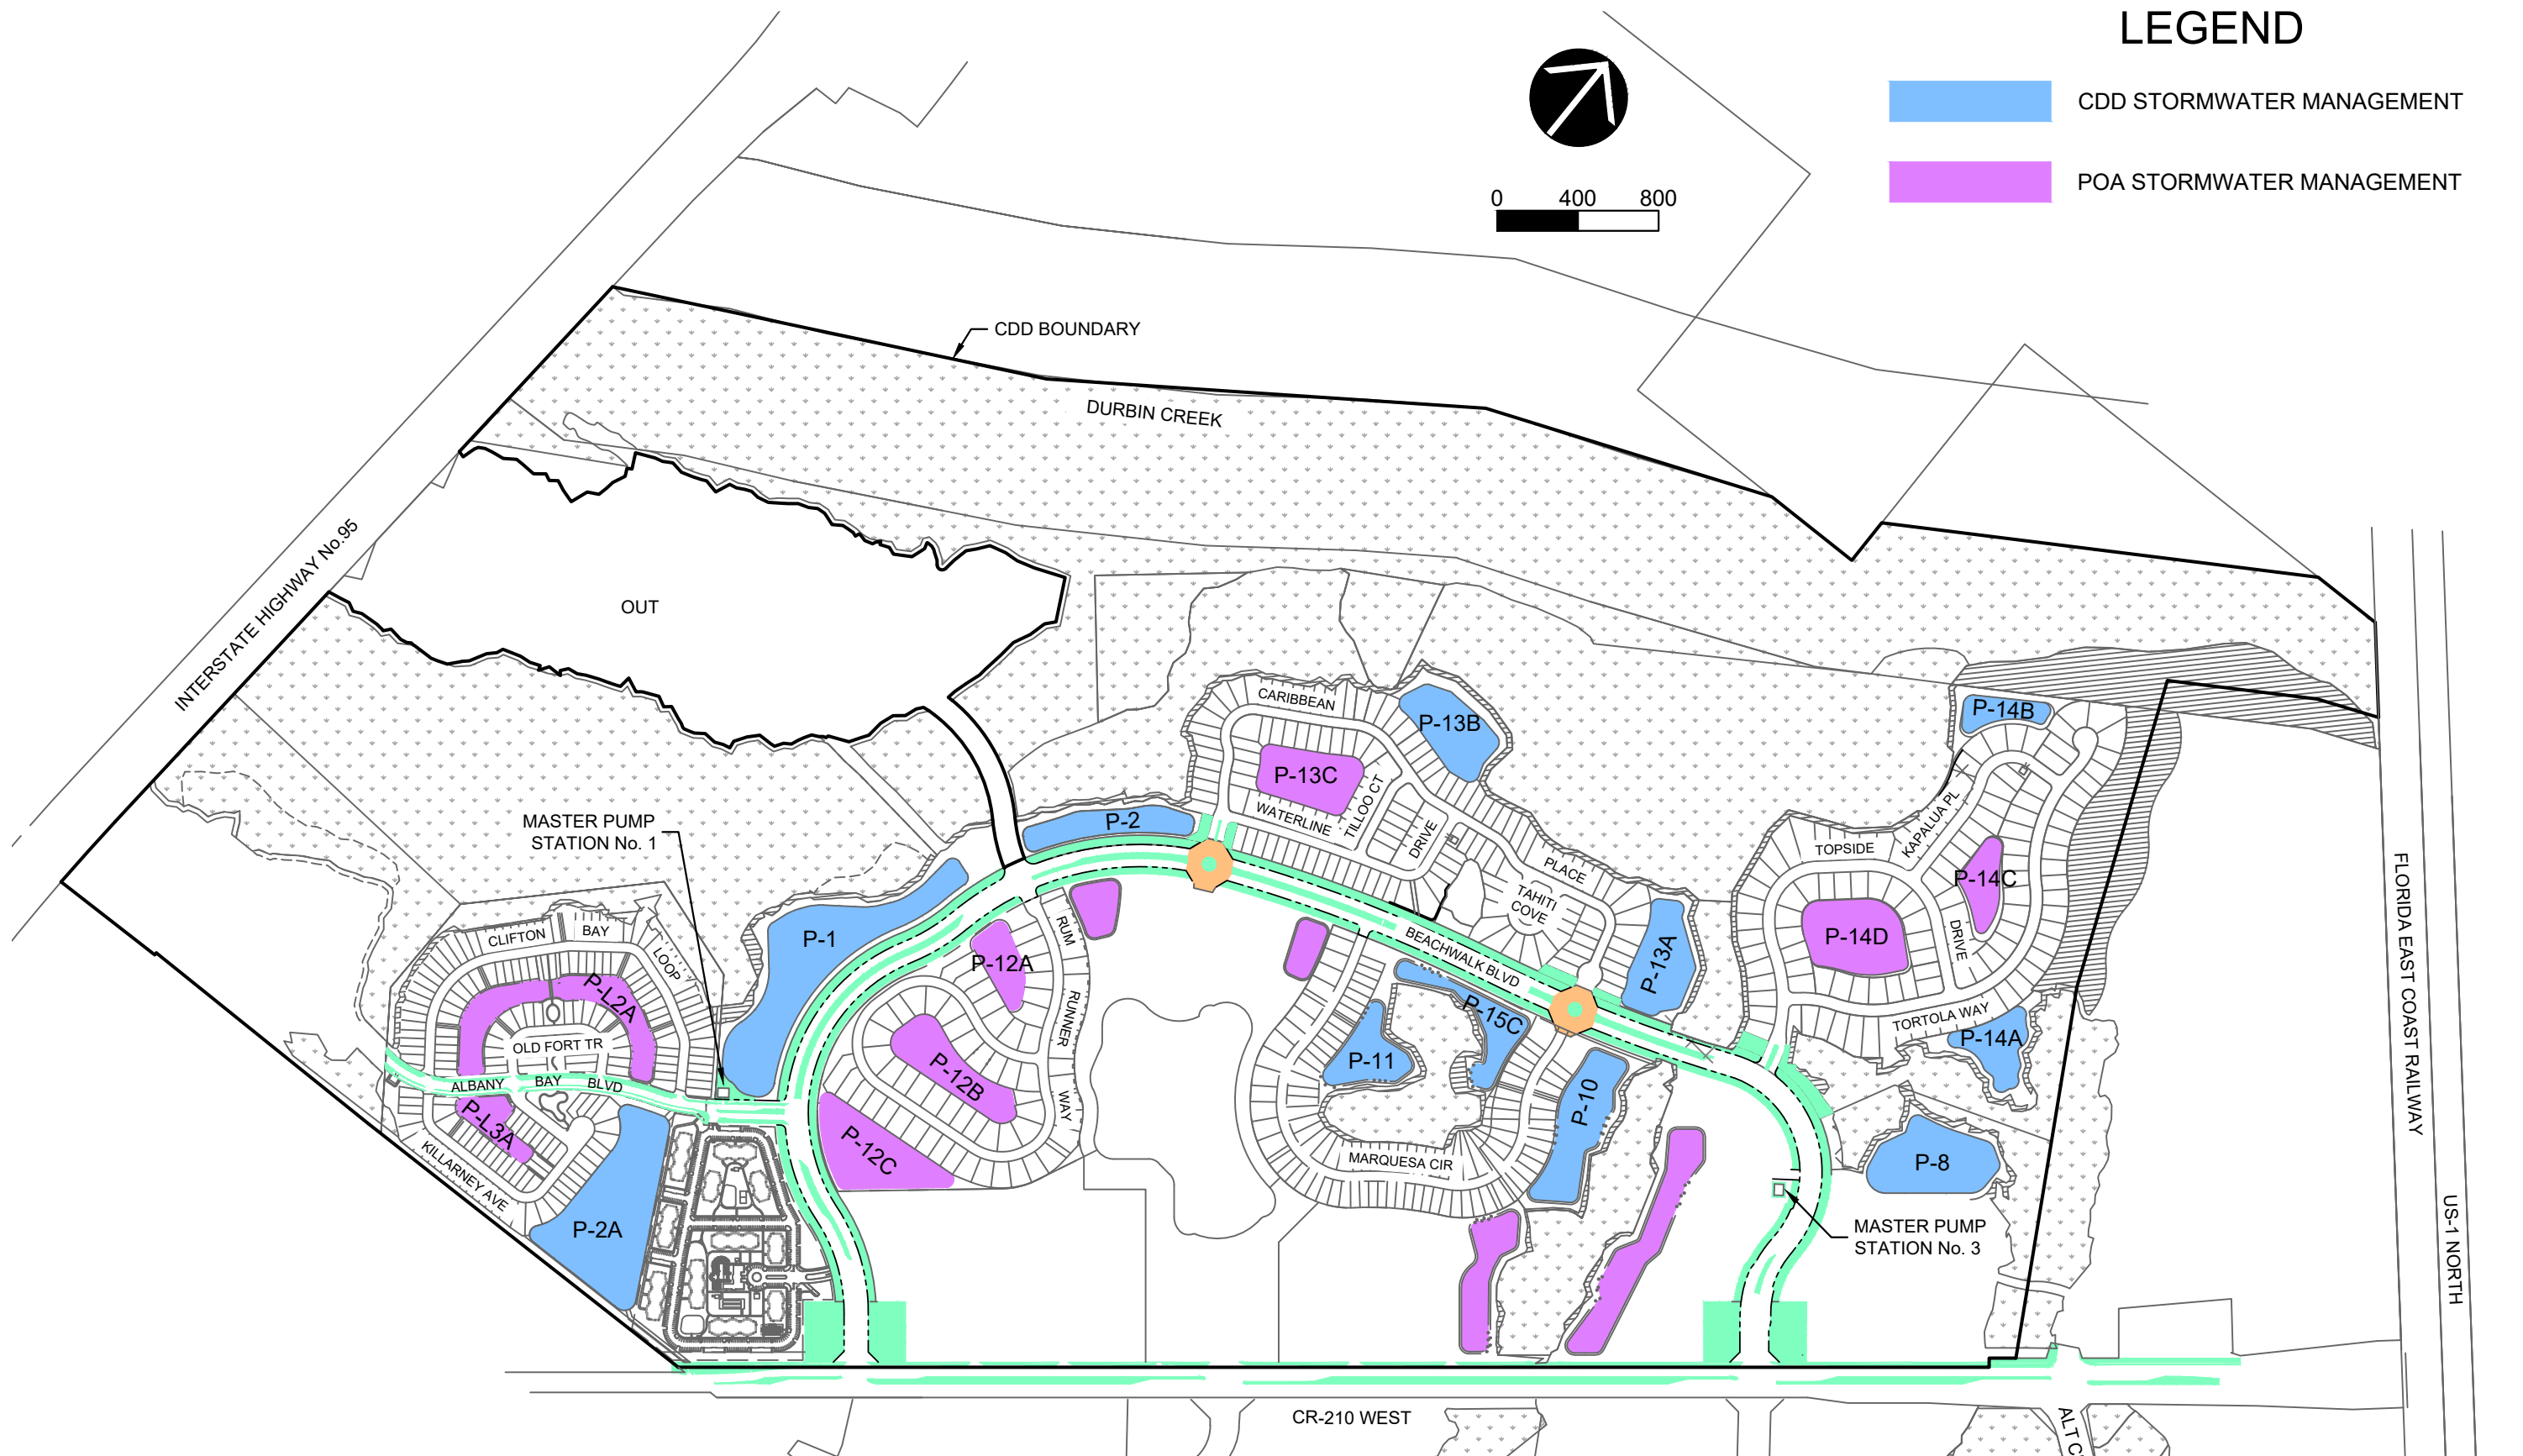 LEGEND
CDD STORMWATER MANAGEMENT
POA STORMWATER MANAGEMENT
0 400 800
CDD BOUNDARY
DURBIN CREEK
INTERSTATE HIGHWAY No.95
OUT
MASTER PUMP
STATION No. 1
CARIBBEAN
P-13B
P-13C
WATERLINE
TILLOO CT
DRIVE
PLACE
TAHITI
COVE
P-2
P-14B
KAPALUA PL
TOPSIDE
P-14C
P-14D
DRIVE
TORTOLA WAY
P-14A
P-13A
BEACHWALK BLVD
P-1
RUM
RUNNER
WAY
P-12A
P-12B
P-12C
CLIFTON
BAY
LOOP
P-L2A
OLD FORT TR
ALBANY
BAY
BLVD
P-L3A
KILLARNEY AVE
P-2A
P-15C
P-11
P-10
MARQUESA CIR
P-8
MASTER PUMP
STATION No. 3
FLORIDA EAST COAST RAILWAY
US-1 NORTH
CR-210 WEST